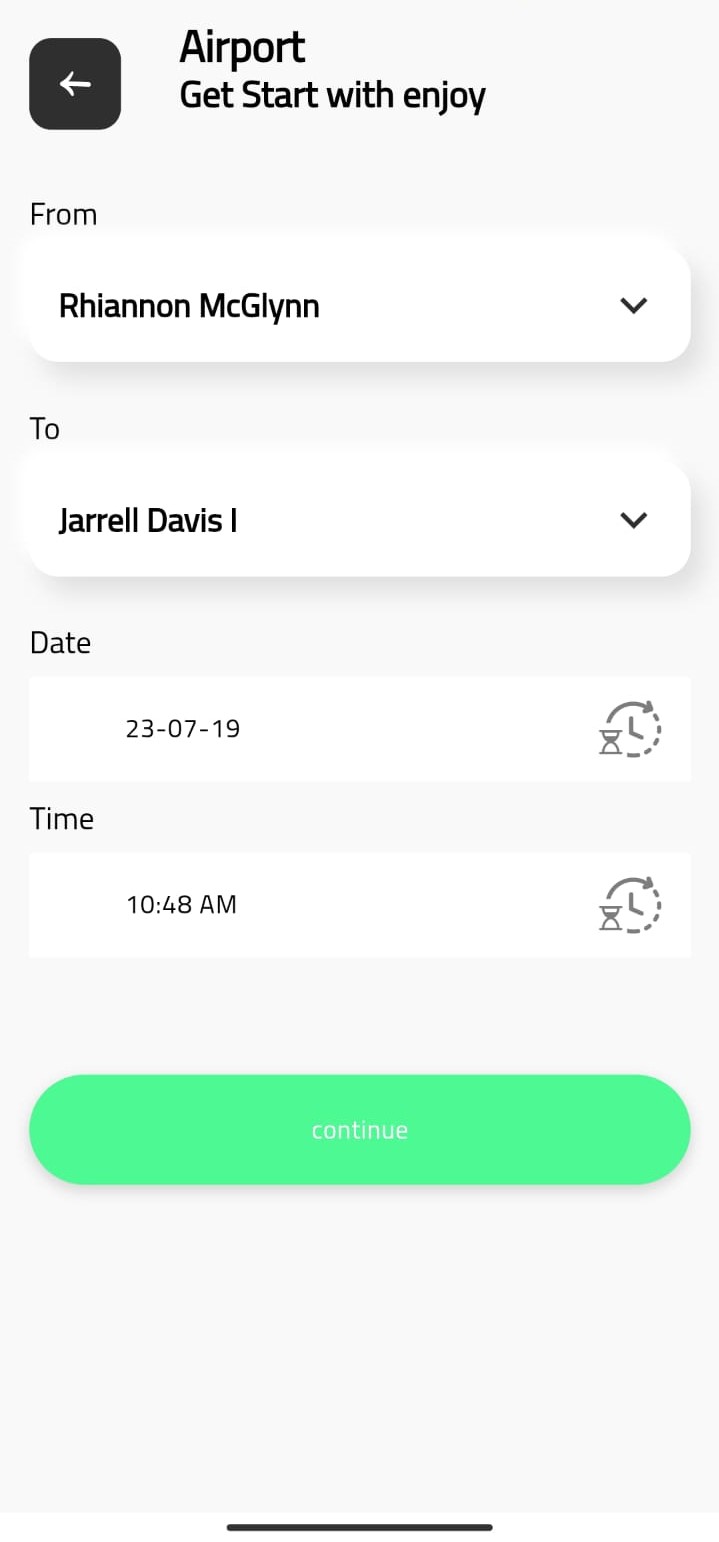 Airport
Get Start with enjoy
From
Rhiannon McGlynn
To
Jarrell Davis I
Date
23-07-19
Time
10:48 AM
continue